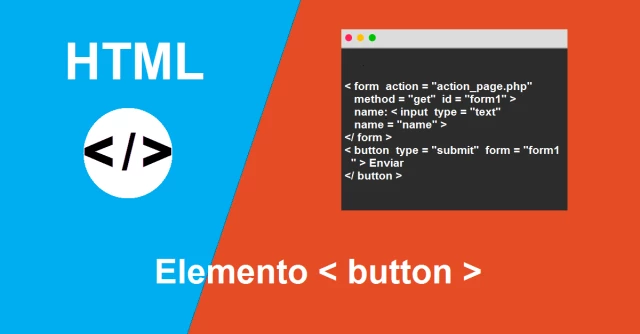 HTML
</>
< form action = "action_page.php"
method = "get" id = "form1" >
name: < input type = "text"
name = "name" >
</ form >
< button type = "submit" form = "form1
" > Enviar
</ button >
Elemento < button >